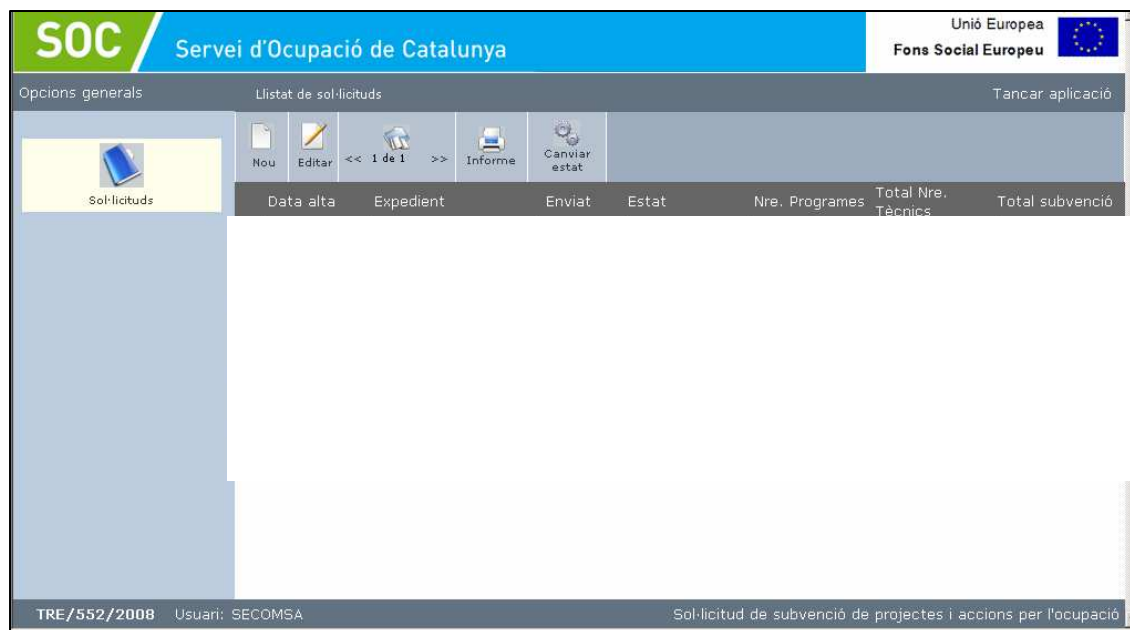 SOC
Servei d'Ocupació de Catalunya
Unió Europea
Fons Social Europeu
Opcions generals
Llistat de sol·licituds
Tancar aplicació
Nou
Editar
<< 1 de 1 >>
Informe
Canviar
estat
Sol·licituds
Data alta
Expedient
Enviat
Estat
Nre. Programes
Total Nre.
Tècnics
Total subvenció
TRE/552/2008
Usuari: SECOMSA
Sol·licitud de subvenció de projectes i accions per l'ocupació